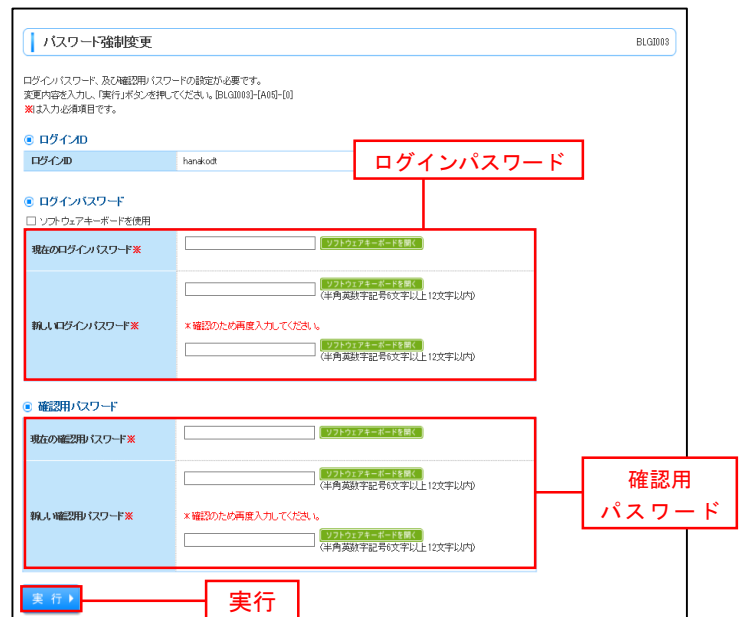 パスワード強制変更
BLGI003
ログインパスワード、及び確認用パスワードの設定が必要です。
変更内容を入力し、「実行」ボタンを押してください。[BLGI003]-[A05]-[0]
※は入力必須項目です。
ログインID
ログインID hanakodt
ログインパスワード
ログインパスワード
ソフトウェアキーボードを使用
現在のログインパスワード※ ソフトウェアキーボードを開く
ソフトウェアキーボードを開く
(半角英数字記号6文字以上12文字以内)
新しいログインパスワード※ ※確認のため再度入力してください。
ソフトウェアキーボードを開く
(半角英数字記号6文字以上12文字以内)
確認用パスワード
現在の確認用パスワード※ ソフトウェアキーボードを開く
ソフトウェアキーボードを開く
(半角英数字記号6文字以上12文字以内)
新しい確認用パスワード※ ※確認のため再度入力してください。
ソフトウェアキーボードを開く
(半角英数字記号6文字以上12文字以内)
確認用
パスワード
実行
実行